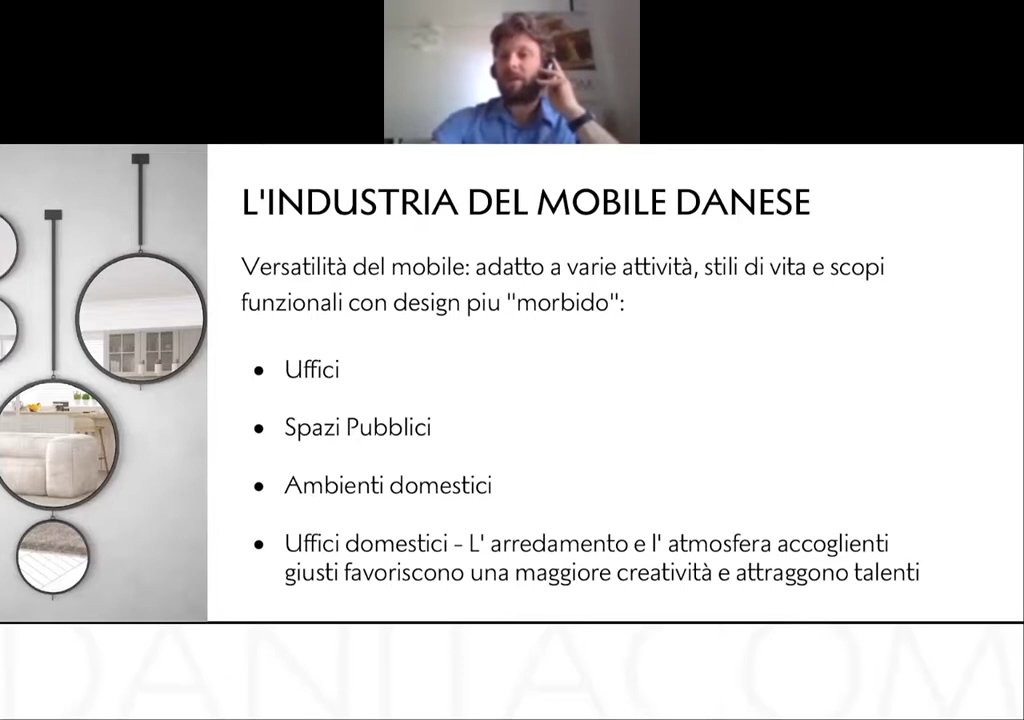 L'INDUSTRIA DEL MOBILE DANESE
Versatilità del mobile: adatto a varie attività, stili di vita e scopi
funzionali con design piu "morbido":
• Uffici
• Spazi Pubblici
• Ambienti domestici
• Uffici domestici - L' arredamento e l' atmosfera accoglienti
giusti favoriscono una maggiore creatività e attraggono talenti
DANITACOM